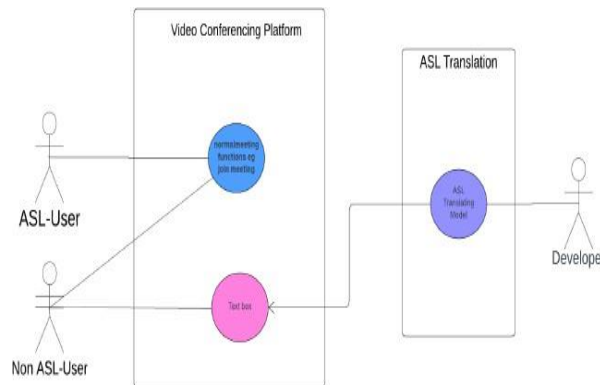 Video Conferencing Platform
ASL Translation
normalmeeting
functions eg
join meeting
ASL-User
ASL
Translating
Model
Develope
Text box
Non ASL-User